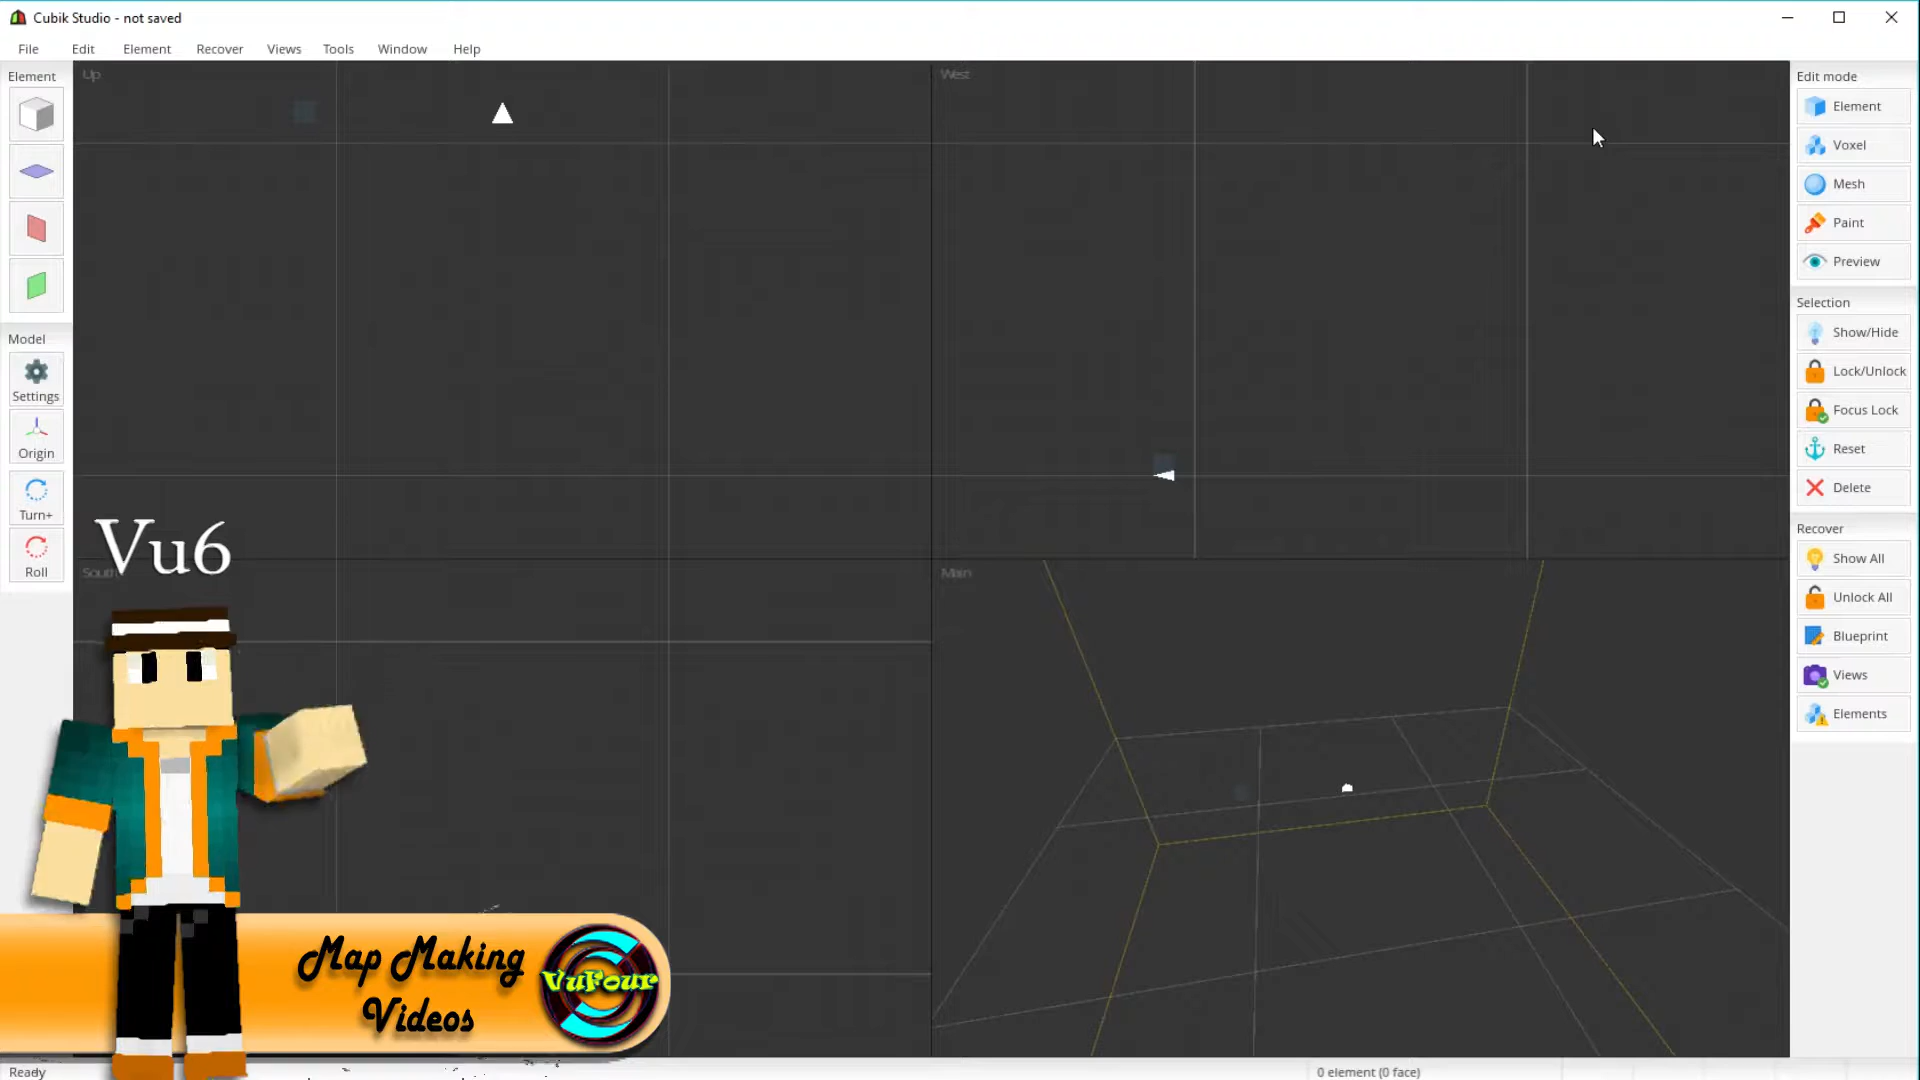 Cubik Studio - not saved
File Edit Element Recover Views Tools Window Help
Element
Up
West
Edit mode
Element
Voxel
Mesh
Paint
Preview
Selection
Show/Hide
Lock/Unlock
Focus Lock
Reset
Delete
Recover
Show All
Unlock All
Blueprint
Views
Elements
Model
Settings
Origin
Turn+
Roll
South
Main
Vu6
Map Making
Videos
VuFour
Ready
0 element (0 face)